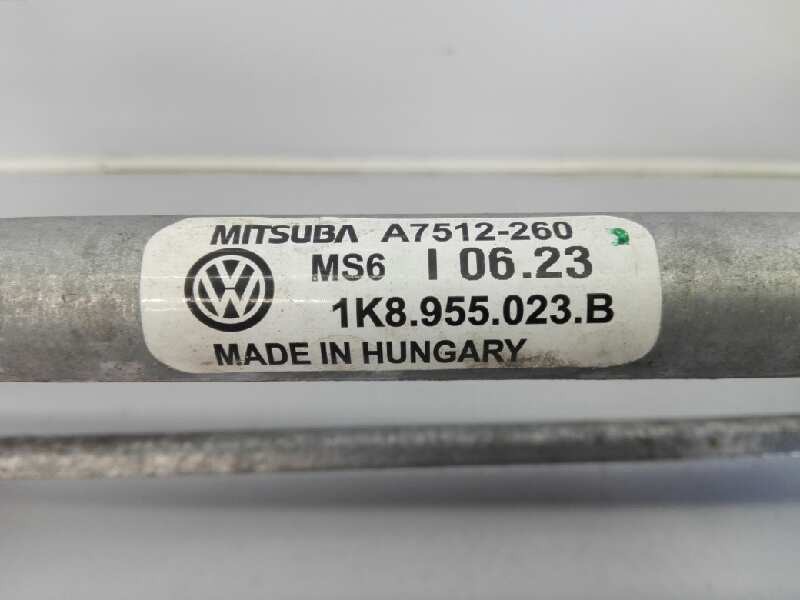 MITSUBA A7512-260
MS6 I 06.23
1K8.955.023.B
MADE IN HUNGARY